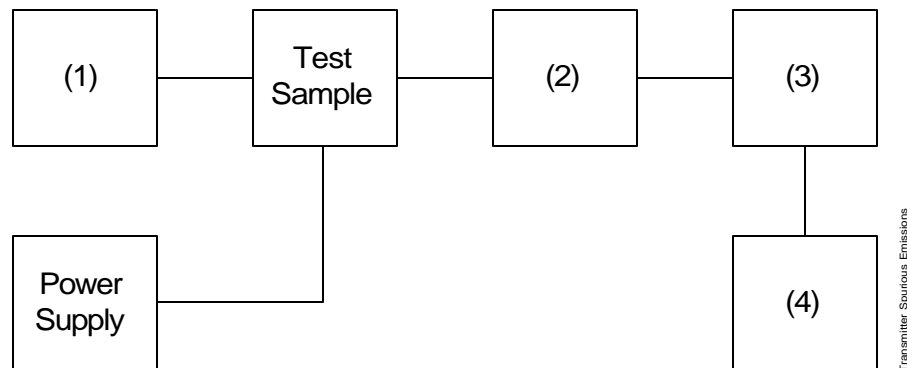 (1)
Test
Sample
(2)
(3)
Power
Supply
(4)
Transmitter Spurious Emissions